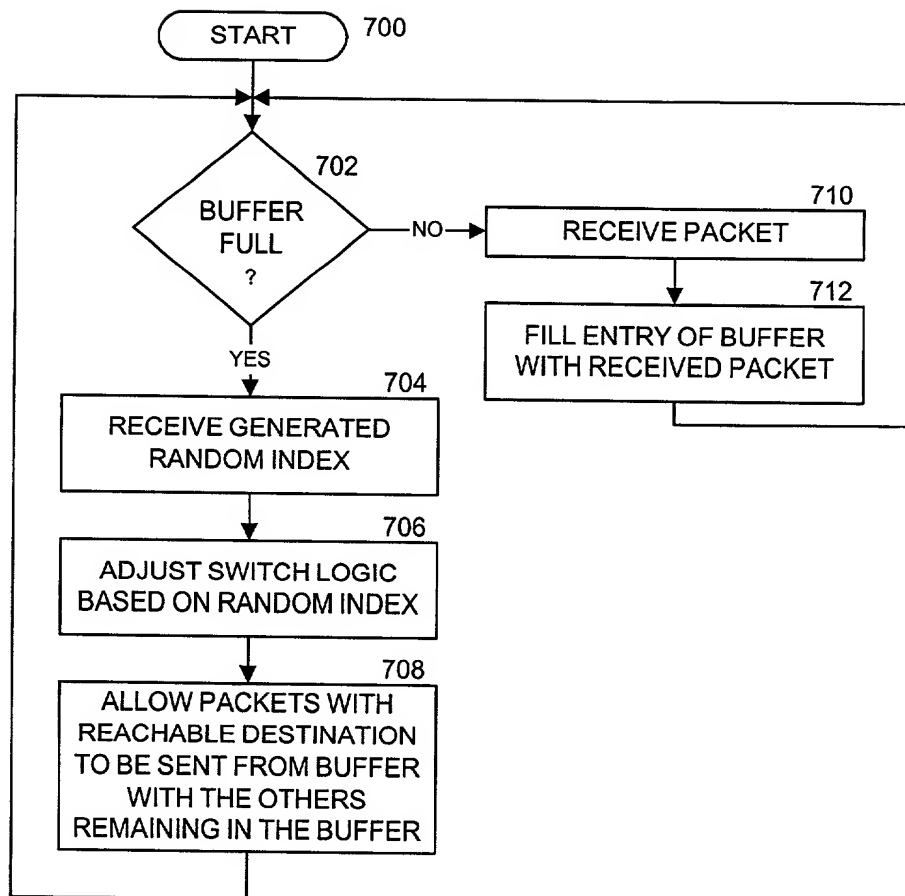 START
700
702
BUFFER
FULL
?
NO
710
RECEIVE PACKET
712
FILL ENTRY OF BUFFER
WITH RECEIVED PACKET
YES
704
RECEIVE GENERATED
RANDOM INDEX
706
ADJUST SWITCH LOGIC
BASED ON RANDOM INDEX
708
ALLOW PACKETS WITH
REACHABLE DESTINATION
TO BE SENT FROM BUFFER
WITH THE OTHERS
REMAINING IN THE BUFFER